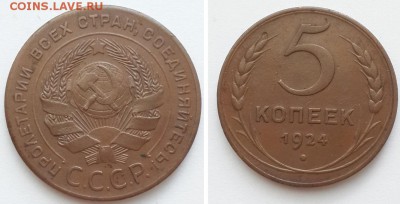 COINS.LAVE.RU
ПРОЛЕТАРИИ ВСЕХ СТРАН, СОЕДИНЯЙТЕСЬ!
С.С.С.Р.
5
КОПЕЕК
1924